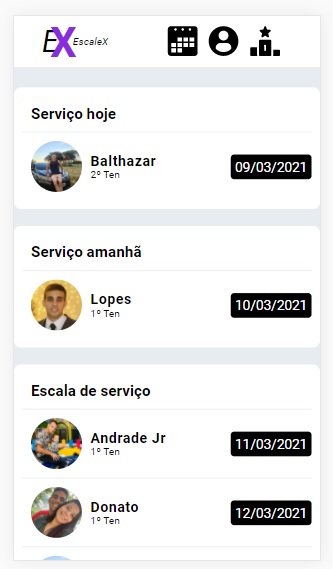 EX EscaleX
Serviço hoje
Balthazar
2º Ten
09/03/2021
Serviço amanhã
Lopes
1º Ten
10/03/2021
Escala de serviço
Andrade Jr
1º Ten
11/03/2021
Donato
1º Ten
12/03/2021